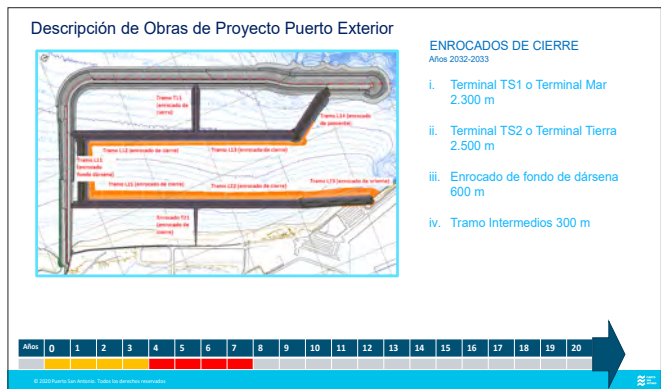 Descripción de Obras de Proyecto Puerto Exterior
ENROCADOS DE CIERRE
Años 2032-2033
i. Terminal TS1 o Terminal Mar
2.300 m
ii. Terminal TS2 o Terminal Tierra
2.500 m
iii. Enrocado de fondo de dársena
600 m
iv. Tramo Intermedios 300 m
Tramo
(enrocado de
cierre)
Tramo L14 (enrocado
de poniente)
Tramo L12 (enrocado de cierre)
Tramo L13 (enrocado de cierre)
Tramo
(enrocado
fondo dársena)
Tramo L21 (enrocado de cierre)
Tramo L22 (enrocado de cierre)
Tramo L23 (enrocado de oriente)
Enrocado
(enrocado de
cierre)
Años 0 1 2 3 4 5 6 7 8 9 10 11 12 13 14 15 16 17 18 19 20
© 2020 Puerto San Antonio. Todos los derechos reservados